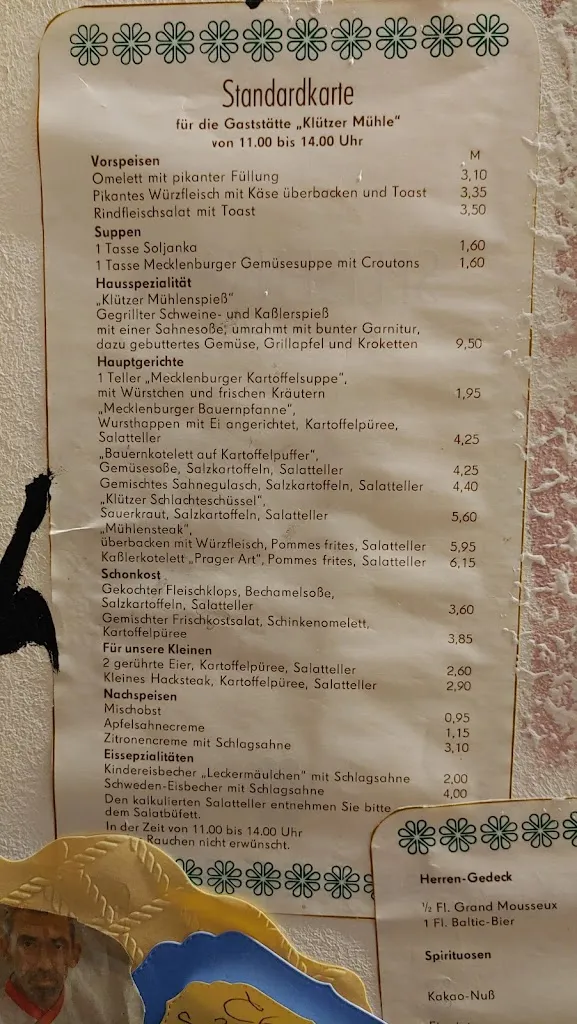 Standardkarte
für die Gaststätte „Klützer Mühle"
von 11.00 bis 14.00 Uhr
Vorspeisen M
Omelett mit pikanter Füllung 3,10
Pikantes Würzfleisch mit Käse überbacken und Toast 3,35
Rindfleischsalat mit Toast 3,50
Suppen
1 Tasse Soljanka 1,60
1 Tasse Mecklenburger Gemüsesuppe mit Croutons 1,60
Hausspezialität
„Klützer Mühlenspieß"
Gegrillter Schweine- und Kaßlerspieß
mit einer Sahnesoße, umrahmt mit bunter Garnitur,
dazu gebuttertes Gemüse, Grillapfel und Kroketten 9,50
Hauptgerichte
1 Teller „Mecklenburger Kartoffelsuppe",
mit Würstchen und frischen Kräutern 1,95
„Mecklenburger Bauernpfanne",
Wursthappen mit Ei angerichtet, Kartoffelpüree,
Salatteller 4,25
„Bauernkotelett auf Kartoffelpuffer",
Gemüsesoße, Salzkartoffeln, Salatteller 4,25
Gemischtes Sahnegulasch, Salzkartoffeln, Salatteller 4,40
„Klützer Schlachteschüssel",
Sauerkraut, Salzkartoffeln, Salatteller 5,60
„Mühlensteak",
überbacken mit Würzfleisch, Pommes frites, Salatteller 5,95
Kaßlerkotelett „Prager Art", Pommes frites, Salatteller 6,15
Schonkost
Gekochter Fleischklops, Bechamelsoße,
Salzkartoffeln, Salatteller 3,60
Gemischter Frischkostsalat, Schinkenomelett,
Kartoffelpüree 3,85
Für unsere Kleinen
2 gerührte Eier, Kartoffelpüree, Salatteller 2,60
Kleines Hacksteak, Kartoffelpüree, Salatteller 2,90
Nachspeisen
Mischobst 0,95
Apfelsahnecreme 1,15
Zitronencreme mit Schlagsahne 3,10
Eissepzialitäten
Kindereisbecher „Leckermäulchen" mit Schlagsahne 2,00
Schweden-Eisbecher mit Schlagsahne 4,00
Den kalkulierten Salatteller entnehmen Sie bitte
dem Salatbüfett.
In der Zeit von 11.00 bis 14.00 Uhr
Rauchen nicht erwünscht.
Herren-Gedeck
½ Fl. Grand Mousseux
1 Fl. Baltic-Bier
Spirituosen
Kakao-Nuß